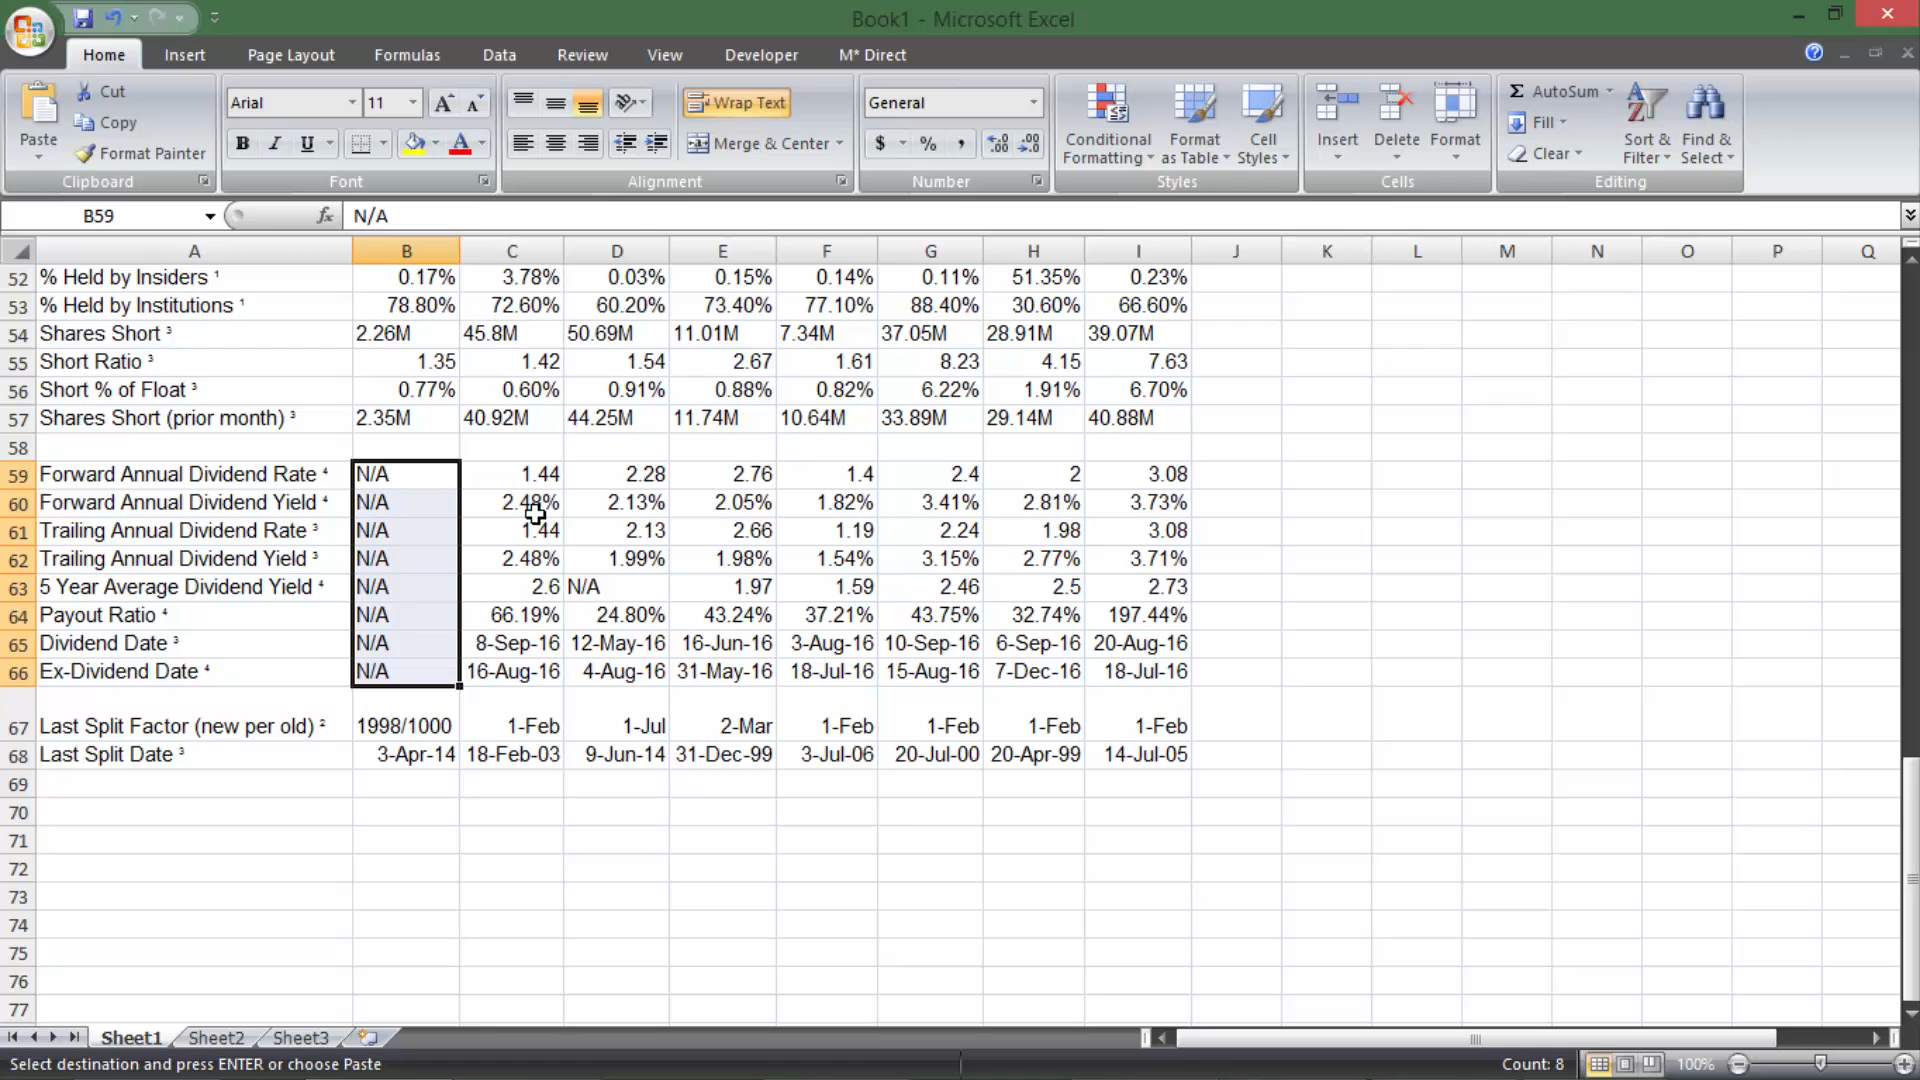 Book1 - Microsoft Excel
Home Insert Page Layout Formulas Data Review View Developer M* Direct
Cut
Copy
Format Painter
Paste
Clipboard
Arial 11
B I U
Font
Wrap Text
Merge & Center
Alignment
General
$ % ,
Number
Conditional Formatting
Format as Table
Cell Styles
Styles
Insert Delete Format
Cells
Σ AutoSum
Fill
Clear
Sort & Filter
Find & Select
Editing
B59 fx N/A
A B C D E F G H I J K L M N O P Q
52 % Held by Insiders ¹ 0.17% 3.78% 0.03% 0.15% 0.14% 0.11% 51.35% 0.23%
53 % Held by Institutions ¹ 78.80% 72.60% 60.20% 73.40% 77.10% 88.40% 30.60% 66.60%
54 Shares Short ³ 2.26M 45.8M 50.69M 11.01M 7.34M 37.05M 28.91M 39.07M
55 Short Ratio ³ 1.35 1.42 1.54 2.67 1.61 8.23 4.15 7.63
56 Short % of Float ³ 0.77% 0.60% 0.91% 0.88% 0.82% 6.22% 1.91% 6.70%
57 Shares Short (prior month) ³ 2.35M 40.92M 44.25M 11.74M 10.64M 33.89M 29.14M 40.88M
58
59 Forward Annual Dividend Rate ⁴ N/A 1.44 2.28 2.76 1.4 2.4 2 3.08
60 Forward Annual Dividend Yield ⁴ N/A 2.48% 2.13% 2.05% 1.82% 3.41% 2.81% 3.73%
61 Trailing Annual Dividend Rate ³ N/A 1.44 2.13 2.66 1.19 2.24 1.98 3.08
62 Trailing Annual Dividend Yield ³ N/A 2.48% 1.99% 1.98% 1.54% 3.15% 2.77% 3.71%
63 5 Year Average Dividend Yield ⁴ N/A 2.6 N/A 1.97 1.59 2.46 2.5 2.73
64 Payout Ratio ⁴ N/A 66.19% 24.80% 43.24% 37.21% 43.75% 32.74% 197.44%
65 Dividend Date ³ N/A 8-Sep-16 12-May-16 16-Jun-16 3-Aug-16 10-Sep-16 6-Sep-16 20-Aug-16
66 Ex-Dividend Date ⁴ N/A 16-Aug-16 4-Aug-16 31-May-16 18-Jul-16 15-Aug-16 7-Dec-16 18-Jul-16
67 Last Split Factor (new per old) ² 1998/1000 1-Feb 1-Jul 2-Mar 1-Feb 1-Feb 1-Feb 1-Feb
68 Last Split Date ³ 3-Apr-14 18-Feb-03 9-Jun-14 31-Dec-99 3-Jul-06 20-Jul-00 20-Apr-99 14-Jul-05
69
70
71
72
73
74
75
76
77
Sheet1 Sheet2 Sheet3
Select destination and press ENTER or choose Paste Count: 8 100%